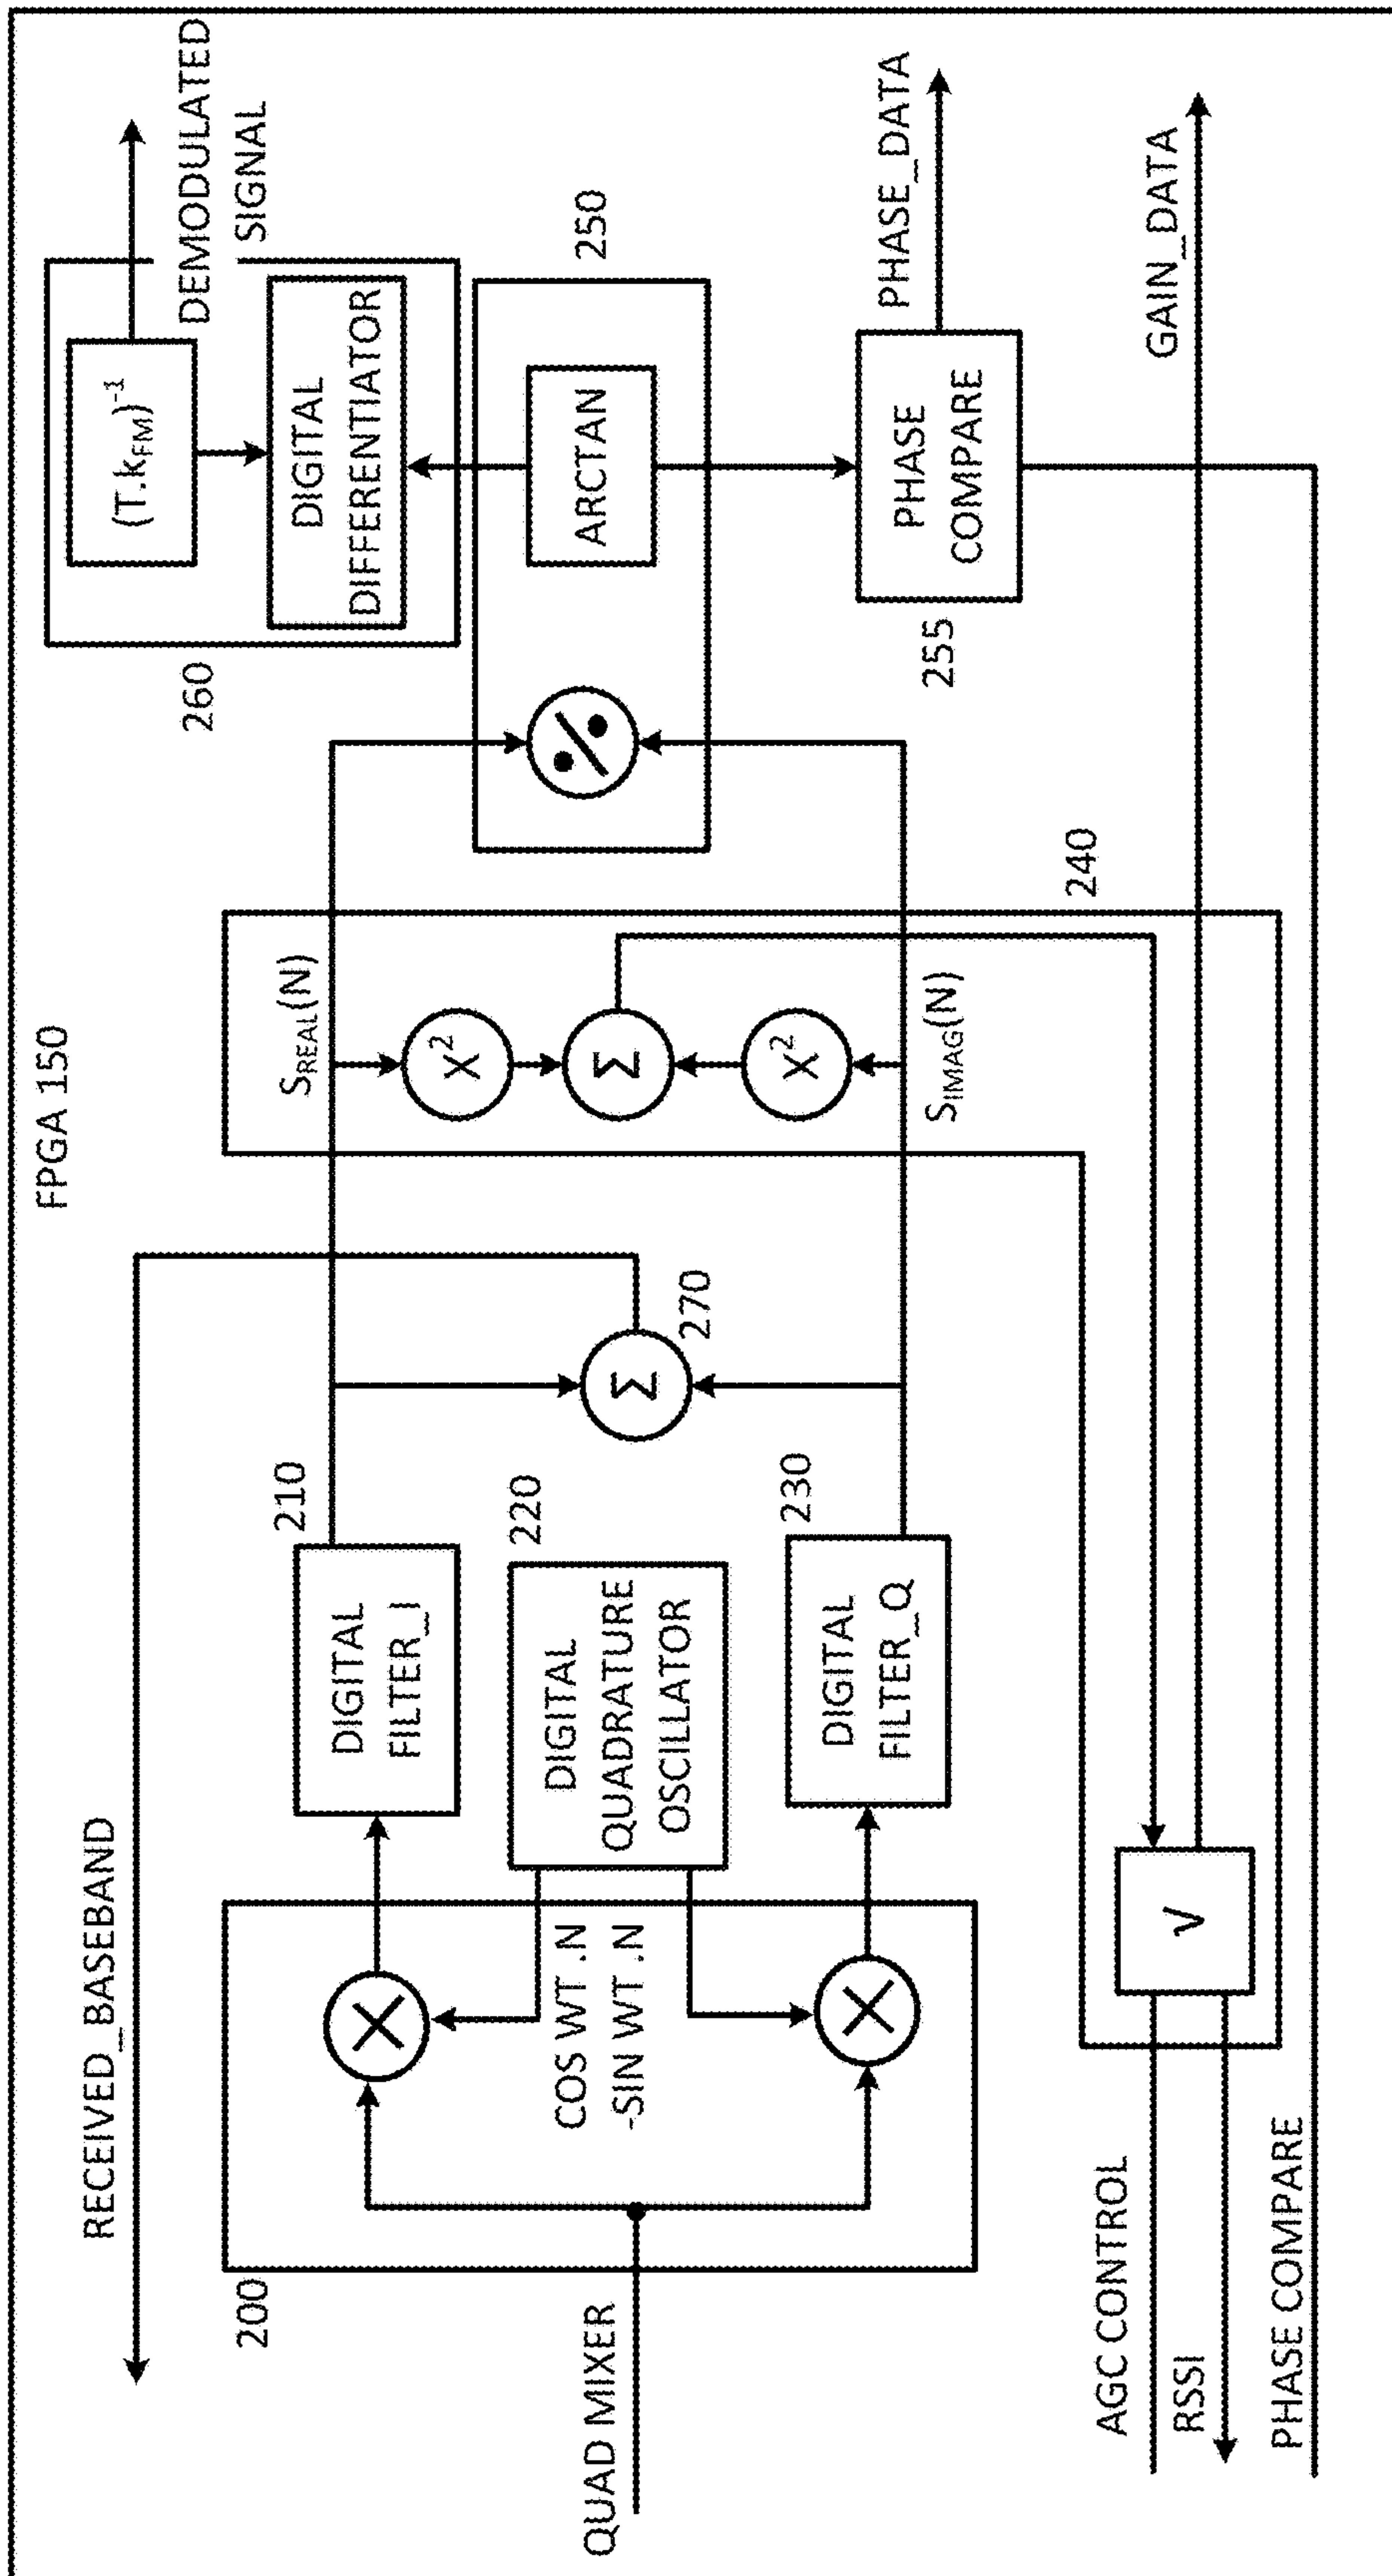 FPGA 150
RECEIVED_BASEBAND
200
QUAD MIXER
COS WT .N
-SIN WT .N
210
DIGITAL
FILTER_I
220
DIGITAL
QUADRATURE
OSCILLATOR
230
DIGITAL
FILTER_Q
Σ
270
S_REAL(N)
X²
Σ
X²
S_IMAG(N)
240
260
(T.k_FM)⁻¹
DIGITAL
DIFFERENTIATOR
DEMODULATED
SIGNAL
250
ARCTAN
255
PHASE
COMPARE
PHASE_DATA
GAIN_DATA
√
AGC CONTROL
RSSI
PHASE COMPARE